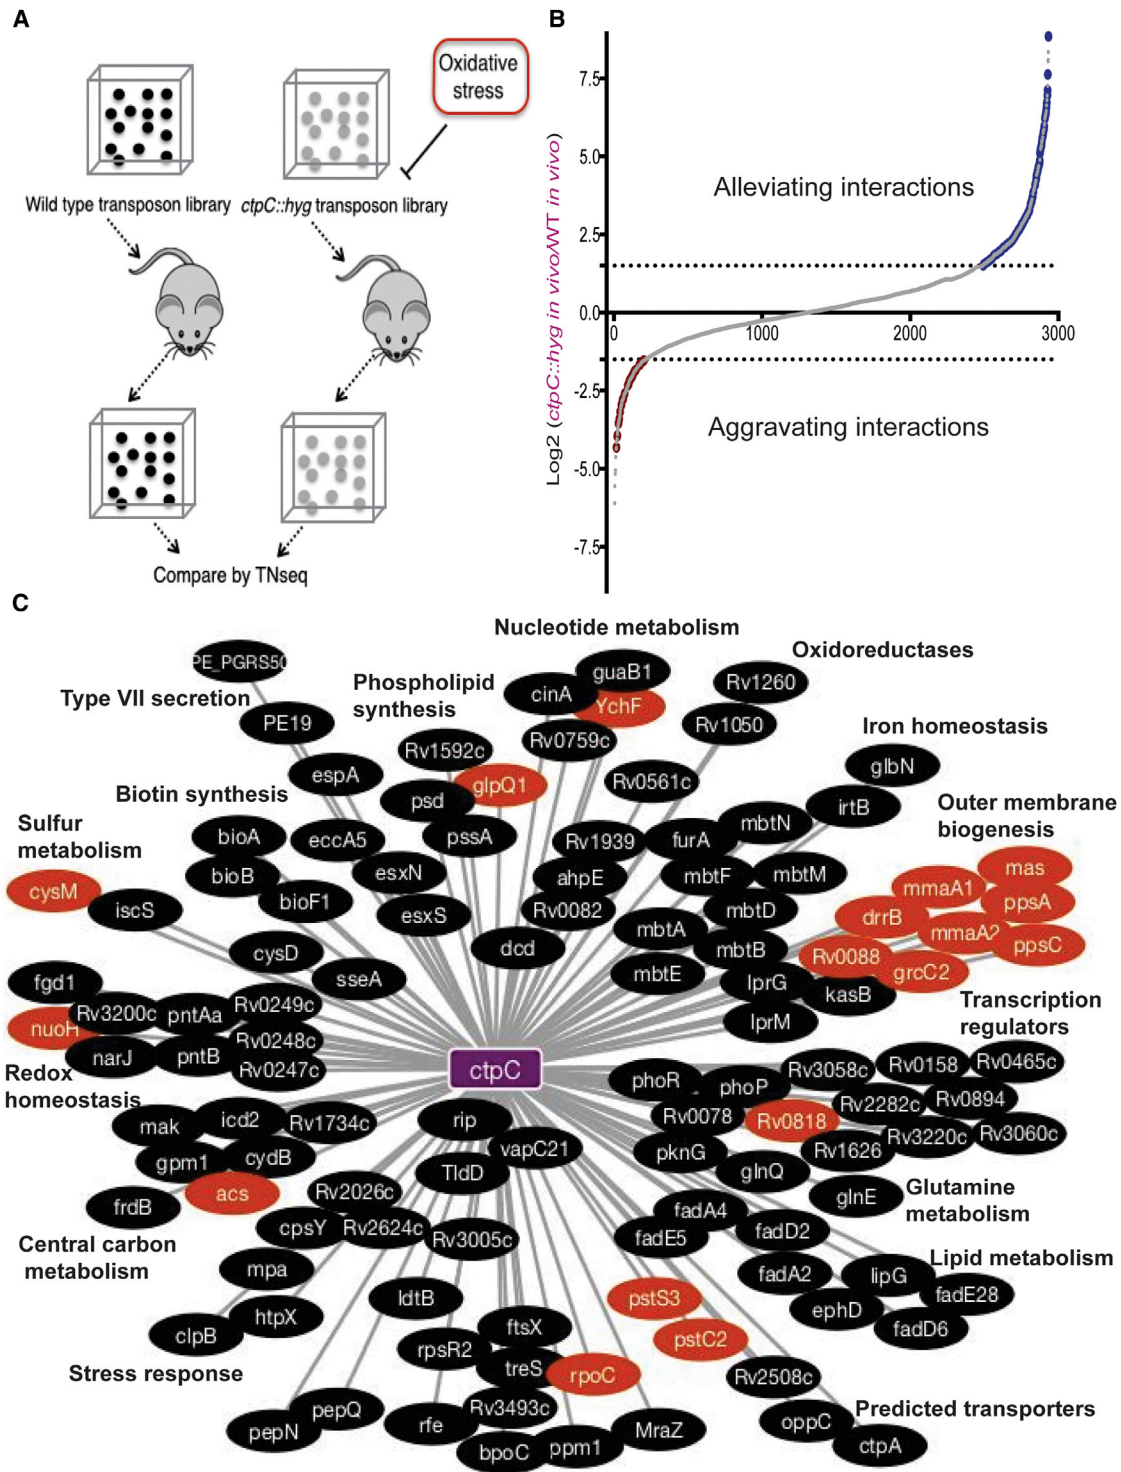 A
Oxidative
stress
Wild type transposon library
ctpC::hyg transposon library
Compare by TNseq
B
Log2 (ctpC::hyg in vivo/WT in vivo)
7.5
5.0
2.5
0.0
-2.5
-5.0
-7.5
0
1000
2000
3000
Alleviating interactions
Aggravating interactions
C
Nucleotide metabolism
guaB1
cinA
YchF
Rv0759c
Oxidoreductases
Rv1260
Rv1050
Rv0561c
Rv1939
ahpE
Rv0082
dcd
Type VII secretion
PE_PGRS50
PE19
espA
eccA5
esxN
esxS
Phospholipid
synthesis
Rv1592c
glpQ1
psd
pssA
Iron homeostasis
glbN
irtB
mbtN
furA
mbtM
mbtF
mbtD
mbtA
mbtB
mbtE
Biotin synthesis
bioA
bioB
bioF1
Sulfur
metabolism
cysM
iscS
cysD
sseA
Outer membrane
biogenesis
mas
mmaA1
ppsA
drrB
mmaA2
ppsC
Rv0088
grcC2
lprG
kasB
lprM
fgd1
nuoH
Rv3200c
pntAa
Rv0249c
Rv0248c
narJ
pntB
Rv0247c
Redox
homeostasis
ctpC
Transcription
regulators
phoR
phoP
Rv3058c
Rv0158
Rv0465c
Rv0078
Rv0818
Rv2282c
Rv0894
Rv1626
Rv3220c
Rv3060c
pknG
glnQ
glnE
Glutamine
metabolism
mak
icd2
Rv1734c
gpm1
cydB
acs
frdB
Central carbon
metabolism
rip
vapC21
TldD
Rv2026c
cpsY
Rv2624c
Rv3005c
mpa
htpX
clpB
Stress response
fadA4
fadE5
fadD2
fadA2
lipG
Lipid metabolism
fadE28
ephD
fadD6
pstS3
pstC2
Rv2508c
oppC
ctpA
Predicted transporters
ldtB
ftsX
rpsR2
treS
rpoC
Rv3493c
pepQ
pepN
rfe
bpoC
ppm1
MraZ